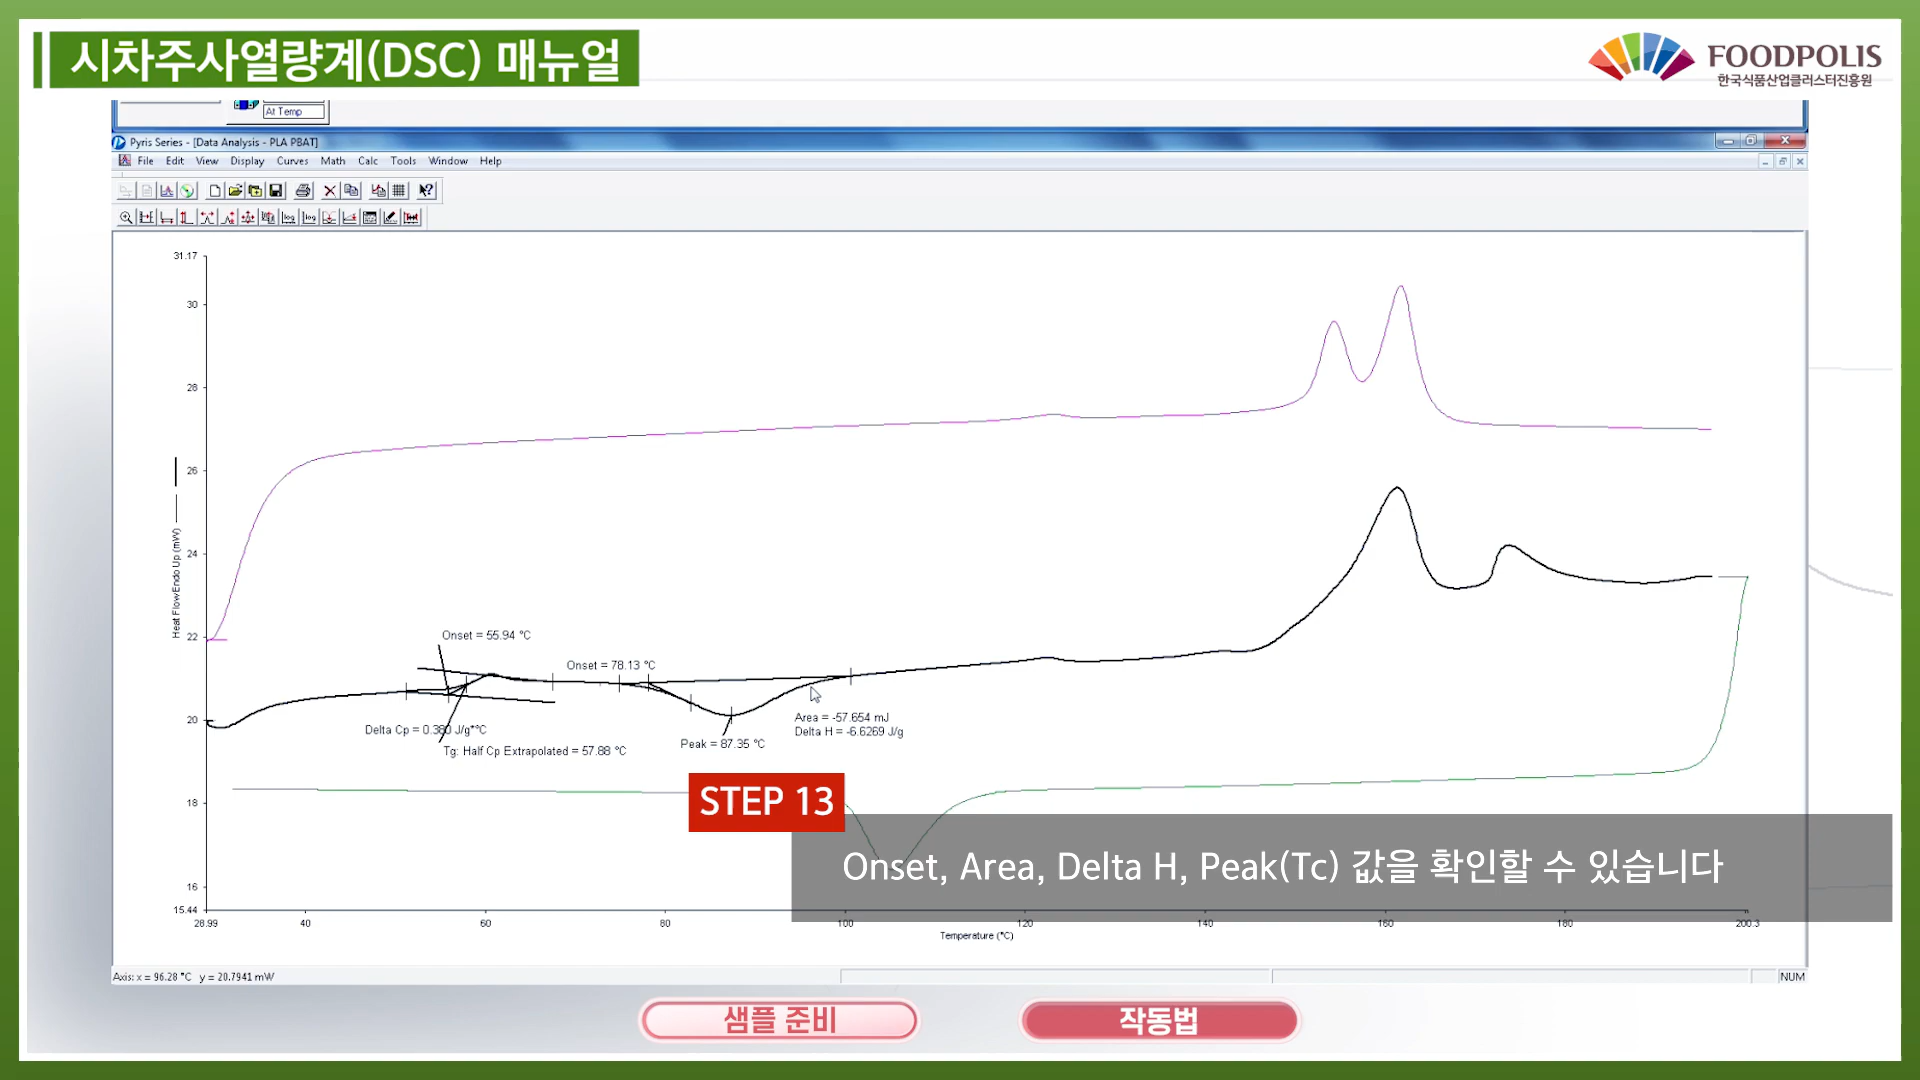 시차주사열량계(DSC) 매뉴얼
FOODPOLIS
한국식품산업클러스터진흥원
At Temp
Pyris Series - [Data Analysis - PLA PBAT]
File Edit View Display Curves Math Calc Tools Window Help
31.17
30
28
26
24
22
20
18
16
15.44
Heat Flow Endo Up (mW)
Onset = 55.94 °C
Onset = 78.13 °C
Delta Cp = 0.380 J/g*°C
Tg: Half Cp Extrapolated = 57.88 °C
Peak = 87.35 °C
Area = -57.654 mJ
Delta H = -6.6269 J/g
STEP 13
Onset, Area, Delta H, Peak(Tc) 값을 확인할 수 있습니다
28.99 40 60 80 100 120 140 160 180 200.3
Temperature (°C)
Axis: x = 96.28 °C y = 20.7941 mW
NUM
샘플 준비
작동법